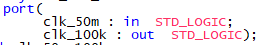 port(
clk_50m : in STD_LOGIC;
clk_100k : out STD_LOGIC);